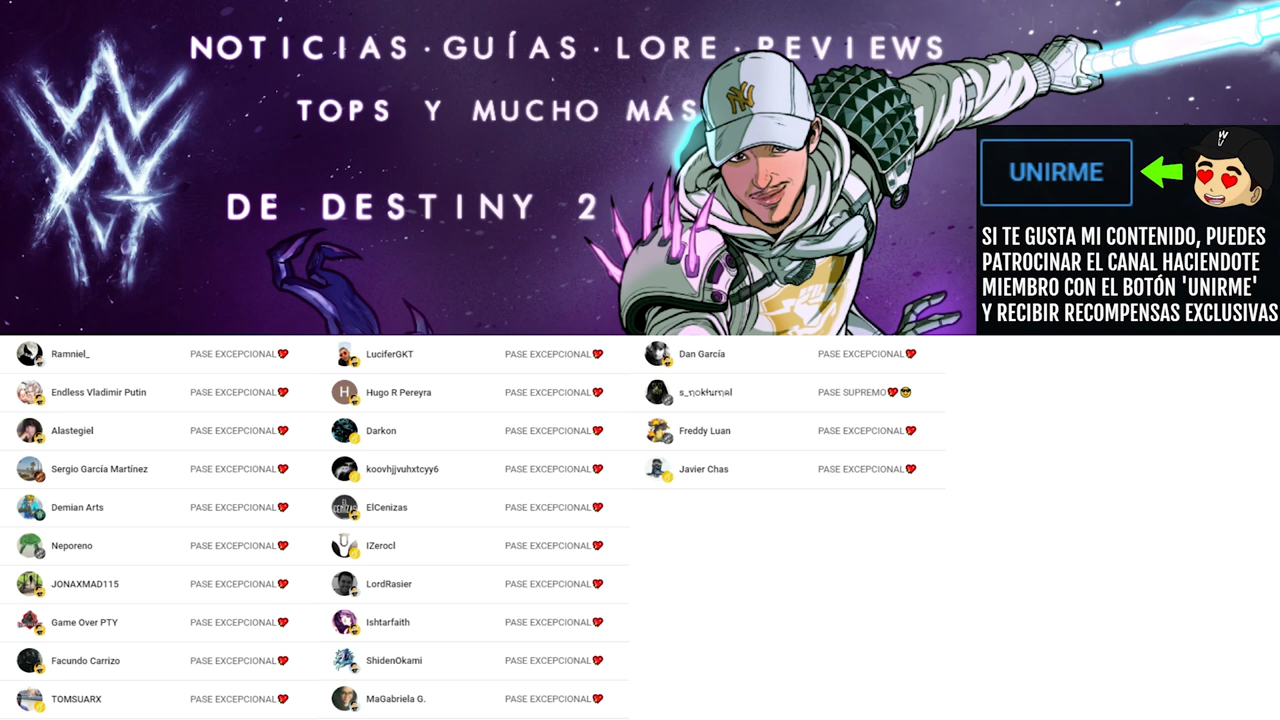 NOTICIAS · GUÍAS · LORE · REVIEWS
TOPS Y MUCHO MÁS
DE DESTINY 2
UNIRME
SI TE GUSTA MI CONTENIDO, PUEDES
PATROCINAR EL CANAL HACIENDOTE
MIEMBRO CON EL BOTÓN 'UNIRME'
Y RECIBIR RECOMPENSAS EXCLUSIVAS
Ramniel_ PASE EXCEPCIONAL
Endless Vladimir Putin PASE EXCEPCIONAL
Alastegiel PASE EXCEPCIONAL
Sergio García Martínez PASE EXCEPCIONAL
Demian Arts PASE EXCEPCIONAL
Neporeno PASE EXCEPCIONAL
JONAXMAD115 PASE EXCEPCIONAL
Game Over PTY PASE EXCEPCIONAL
Facundo Carrizo PASE EXCEPCIONAL
TOMSUARX PASE EXCEPCIONAL
LuciferGKT PASE EXCEPCIONAL
H Hugo R Pereyra PASE EXCEPCIONAL
Darkon PASE EXCEPCIONAL
koovhjjvuhxtcyy6 PASE EXCEPCIONAL
ElCenizas PASE EXCEPCIONAL
IZerocl PASE EXCEPCIONAL
LordRasier PASE EXCEPCIONAL
Ishtarfaith PASE EXCEPCIONAL
ShidenOkami PASE EXCEPCIONAL
MaGabriela G. PASE EXCEPCIONAL
Dan García PASE EXCEPCIONAL
PASE SUPREMO
Freddy Luan PASE EXCEPCIONAL
Javier Chas PASE EXCEPCIONAL